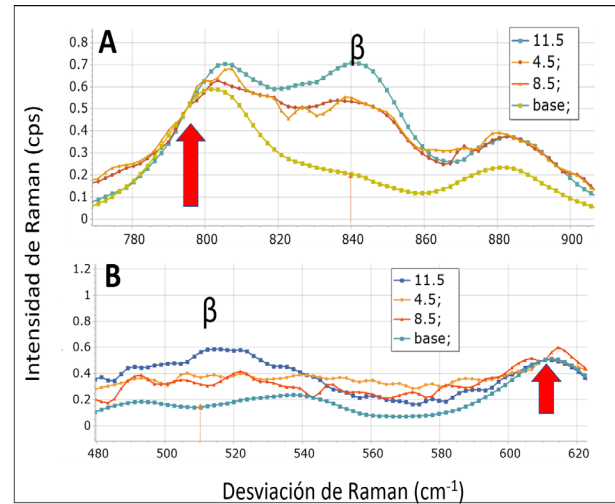 A
β
11.5
4.5;
8.5;
base;
0.8
0.7
0.6
0.5
0.4
0.3
0.2
0.1
0
780 800 820 840 860 880 900
Intensidad de Raman (cps)
B
β
11.5
4.5;
8.5;
base;
1.2
1
0.8
0.6
0.4
0.2
0
480 500 520 540 560 580 600 620
Desviación de Raman (cm-1)